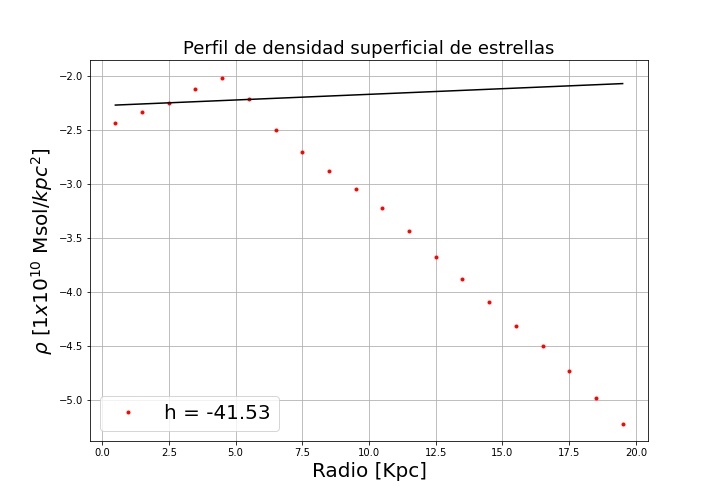 Perfil de densidad superficial de estrellas
ρ [1x10^10 Msol/kpc^2]
−2.0
−2.5
−3.0
−3.5
−4.0
−4.5
−5.0
h = -41.53
0.0 2.5 5.0 7.5 10.0 12.5 15.0 17.5 20.0
Radio [Kpc]